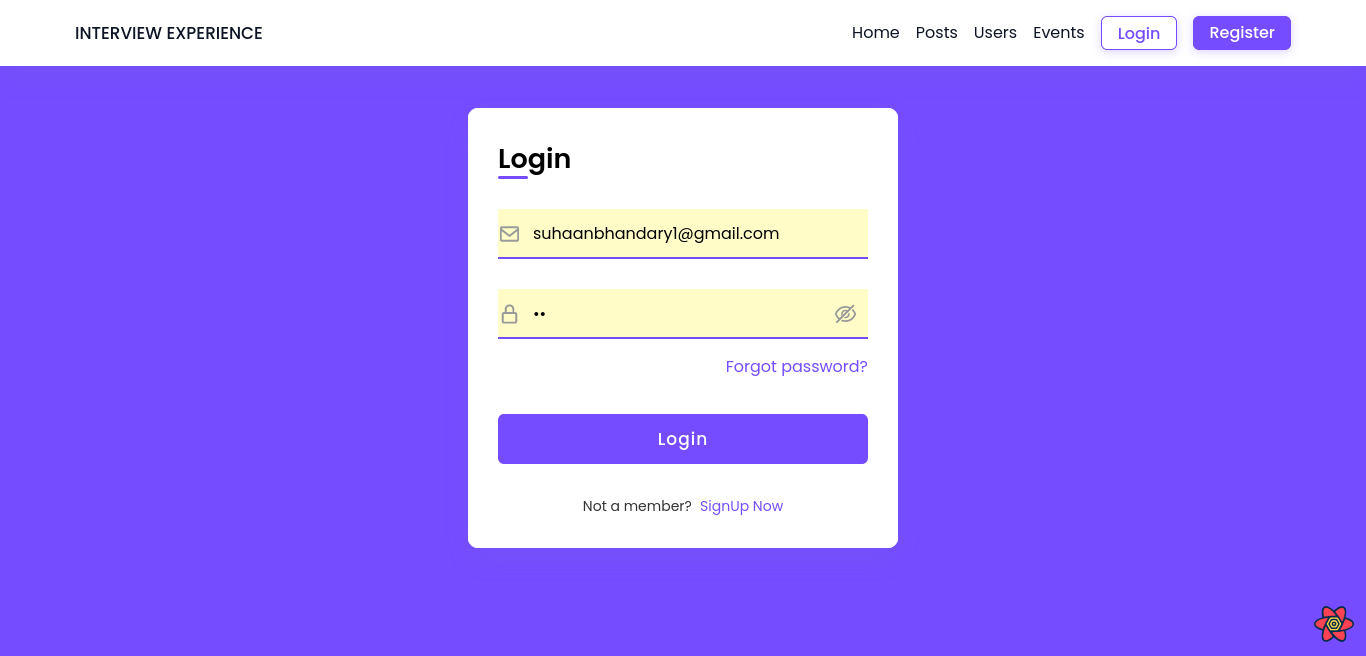 INTERVIEW EXPERIENCE Home Posts Users Events Login Register
Login
suhaanbhandary1@gmail.com
••
Forgot password?
Login
Not a member? SignUp Now